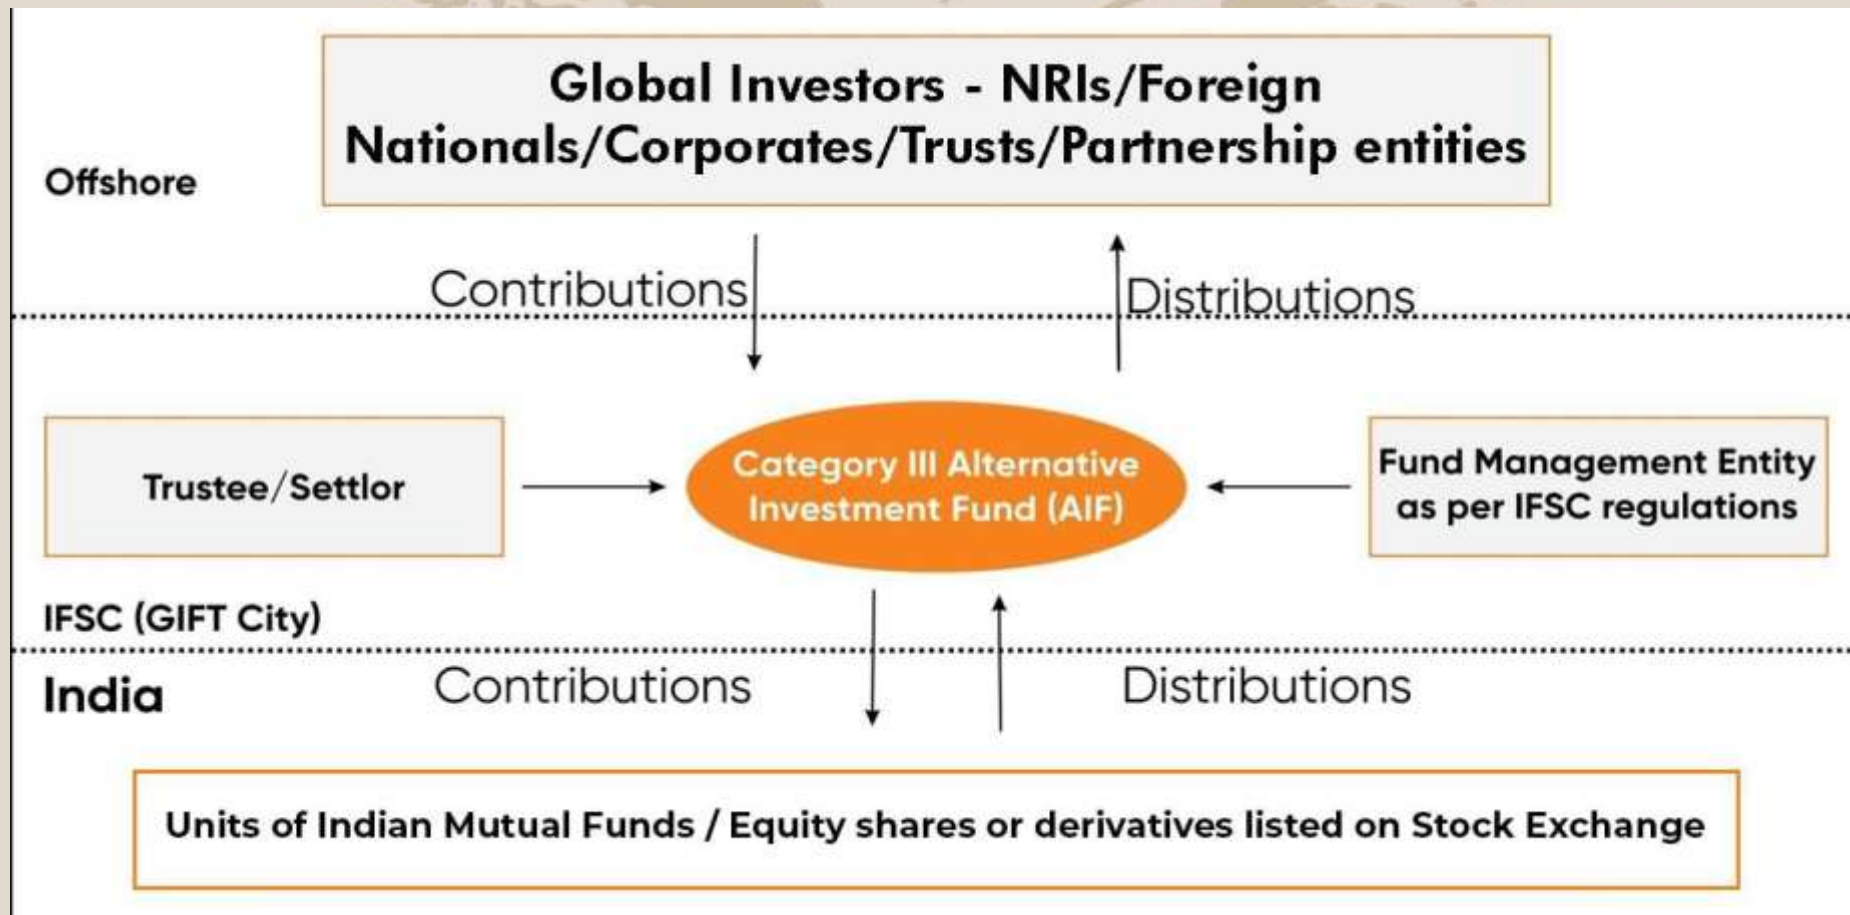 Global Investors - NRIs/Foreign
Nationals/Corporates/Trusts/Partnership entities
Offshore
Contributions
Distributions
Trustee/Settlor
Category III Alternative
Investment Fund (AIF)
Fund Management Entity
as per IFSC regulations
IFSC (GIFT City)
India
Contributions
Distributions
Units of Indian Mutual Funds / Equity shares or derivatives listed on Stock Exchange